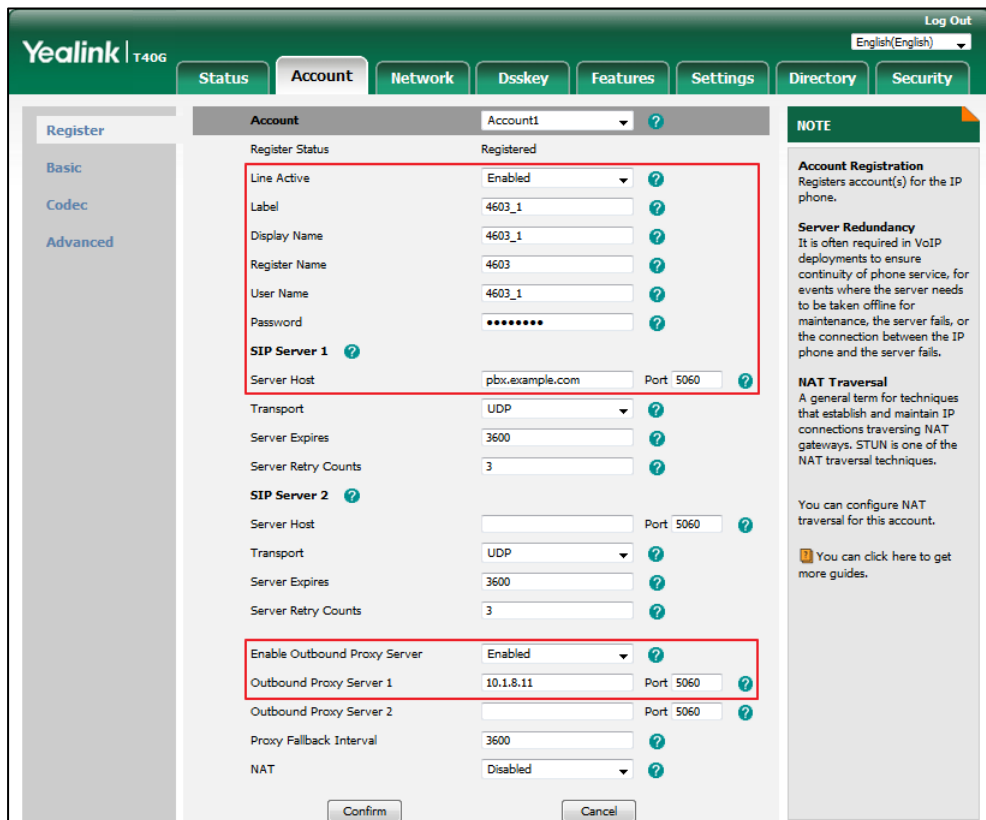 Log Out
Yealink | T40G
English(English)
Status Account Network Dsskey Features Settings Directory Security
Register
Basic
Codec
Advanced
Account Account1 ?
Register Status Registered
Line Active Enabled ?
Label 4603_1 ?
Display Name 4603_1 ?
Register Name 4603 ?
User Name 4603_1 ?
Password •••••••• ?
SIP Server 1 ?
Server Host pbx.example.com Port 5060 ?
Transport UDP ?
Server Expires 3600 ?
Server Retry Counts 3 ?
SIP Server 2 ?
Server Host Port 5060 ?
Transport UDP ?
Server Expires 3600 ?
Server Retry Counts 3 ?
Enable Outbound Proxy Server Enabled ?
Outbound Proxy Server 1 10.1.8.11 Port 5060 ?
Outbound Proxy Server 2 Port 5060 ?
Proxy Fallback Interval 3600 ?
NAT Disabled ?
Confirm Cancel
NOTE
Account Registration
Registers account(s) for the IP
phone.
Server Redundancy
It is often required in VoIP
deployments to ensure
continuity of phone service, for
events where the server needs
to be taken offline for
maintenance, the server fails, or
the connection between the IP
phone and the server fails.
NAT Traversal
A general term for techniques
that establish and maintain IP
connections traversing NAT
gateways. STUN is one of the
NAT traversal techniques.
You can configure NAT
traversal for this account.
? You can click here to get
more guides.